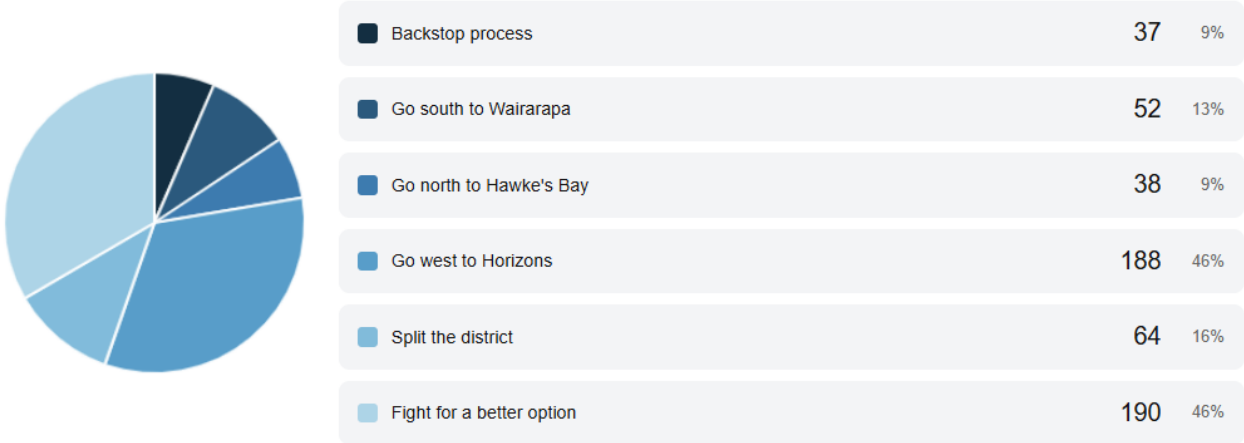 Backstop process 37 9%
Go south to Wairarapa 52 13%
Go north to Hawke's Bay 38 9%
Go west to Horizons 188 46%
Split the district 64 16%
Fight for a better option 190 46%